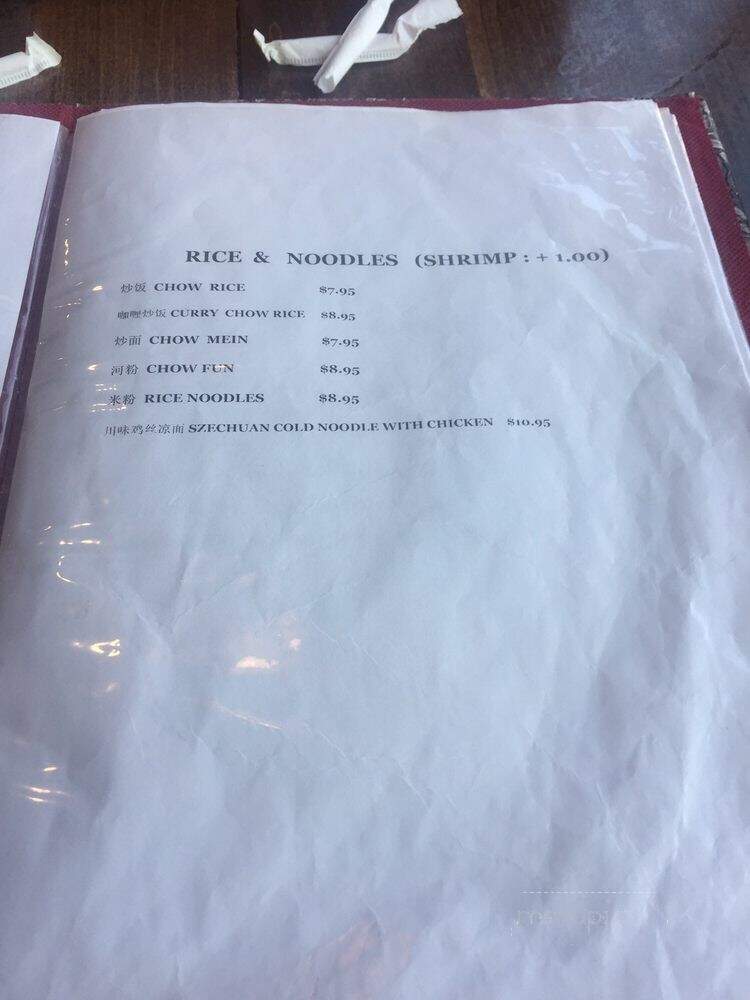 RICE & NOODLES (SHRIMP : + 1.00)
炒饭 CHOW RICE $7.95
咖喱炒饭 CURRY CHOW RICE $8.95
炒面 CHOW MEIN $7.95
河粉 CHOW FUN $8.95
米粉 RICE NOODLES $8.95
川味鸡丝凉面 SZECHUAN COLD NOODLE WITH CHICKEN $10.95